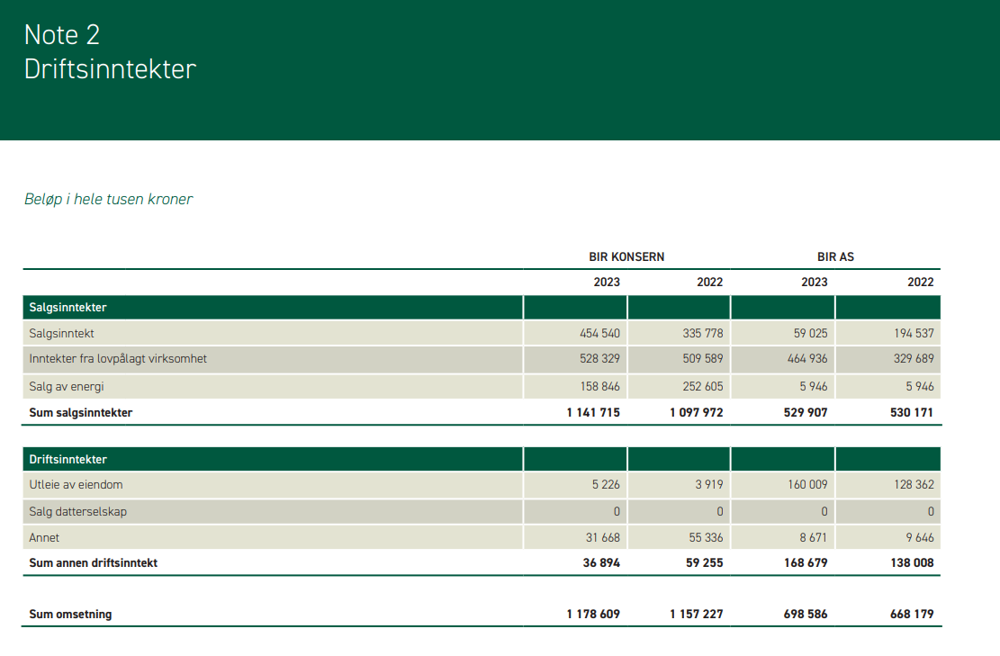 Note 2
Driftsinntekter
Beløp i hele tusen kroner
BIR KONSERN BIR AS
2023 2022 2023 2022
Salgsinntekter
Salgsinntekt 454 540 335 778 59 025 194 537
Inntekter fra lovpålagt virksomhet 528 329 509 589 464 936 329 689
Salg av energi 158 846 252 605 5 946 5 946
Sum salgsinntekter 1 141 715 1 097 972 529 907 530 171
Driftsinntekter
Utleie av eiendom 5 226 3 919 160 009 128 362
Salg datterselskap 0 0 0 0
Annet 31 668 55 336 8 671 9 646
Sum annen driftsinntekt 36 894 59 255 168 679 138 008
Sum omsetning 1 178 609 1 157 227 698 586 668 179